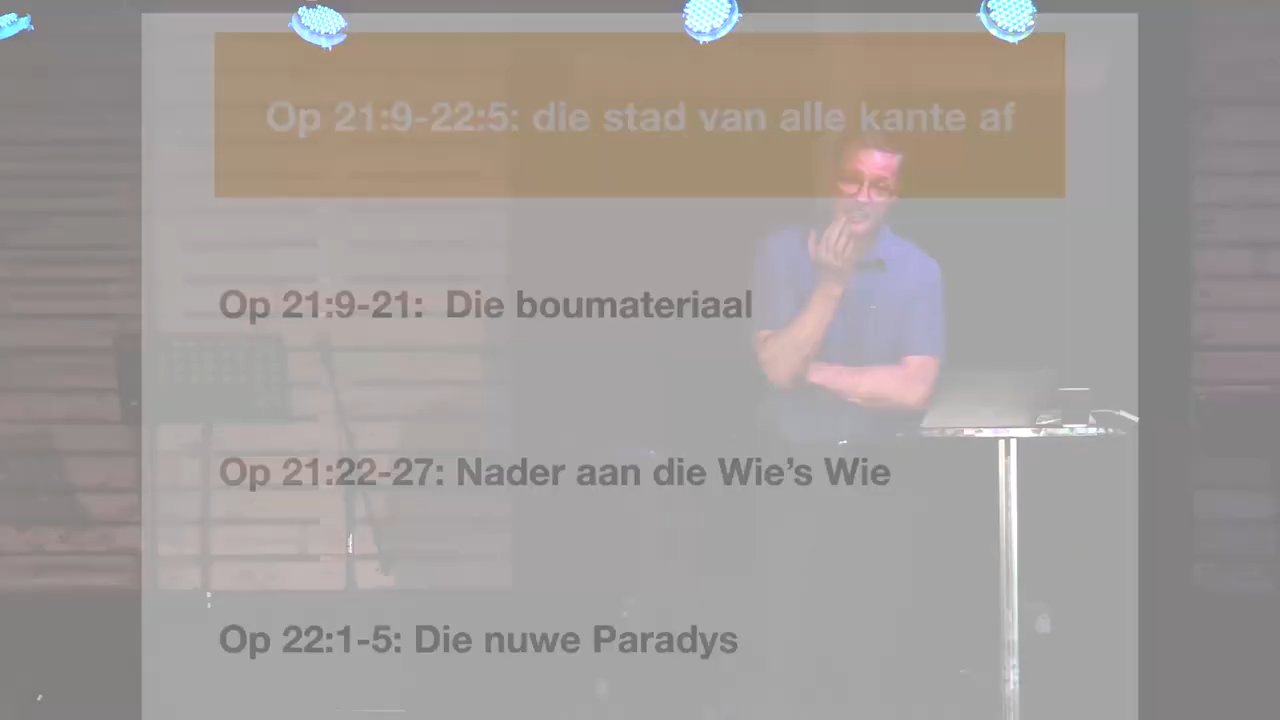 Op 21:9-22:5: die stad van alle kante af
Op 21:9-21: Die boumateriaal
Op 21:22-27: Nader aan die Wie’s Wie
Op 22:1-5: Die nuwe Paradys